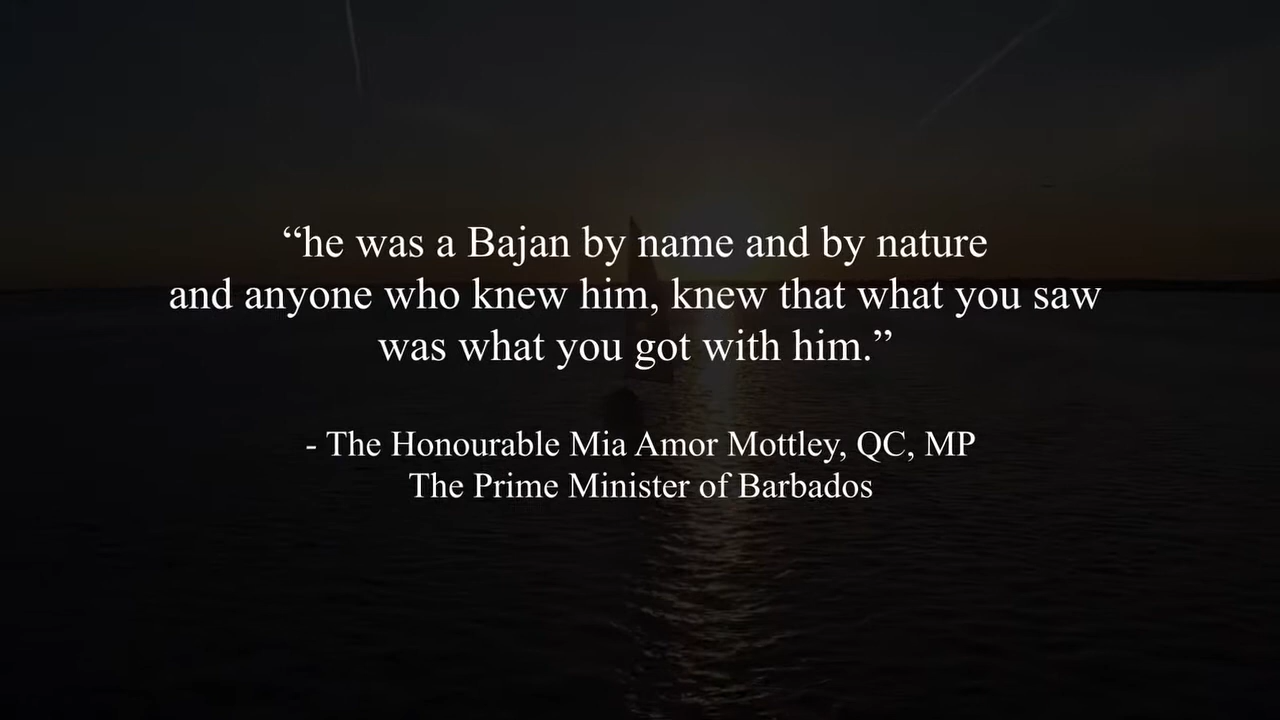 “he was a Bajan by name and by nature
and anyone who knew him, knew that what you saw
was what you got with him.”
- The Honourable Mia Amor Mottley, QC, MP
The Prime Minister of Barbados